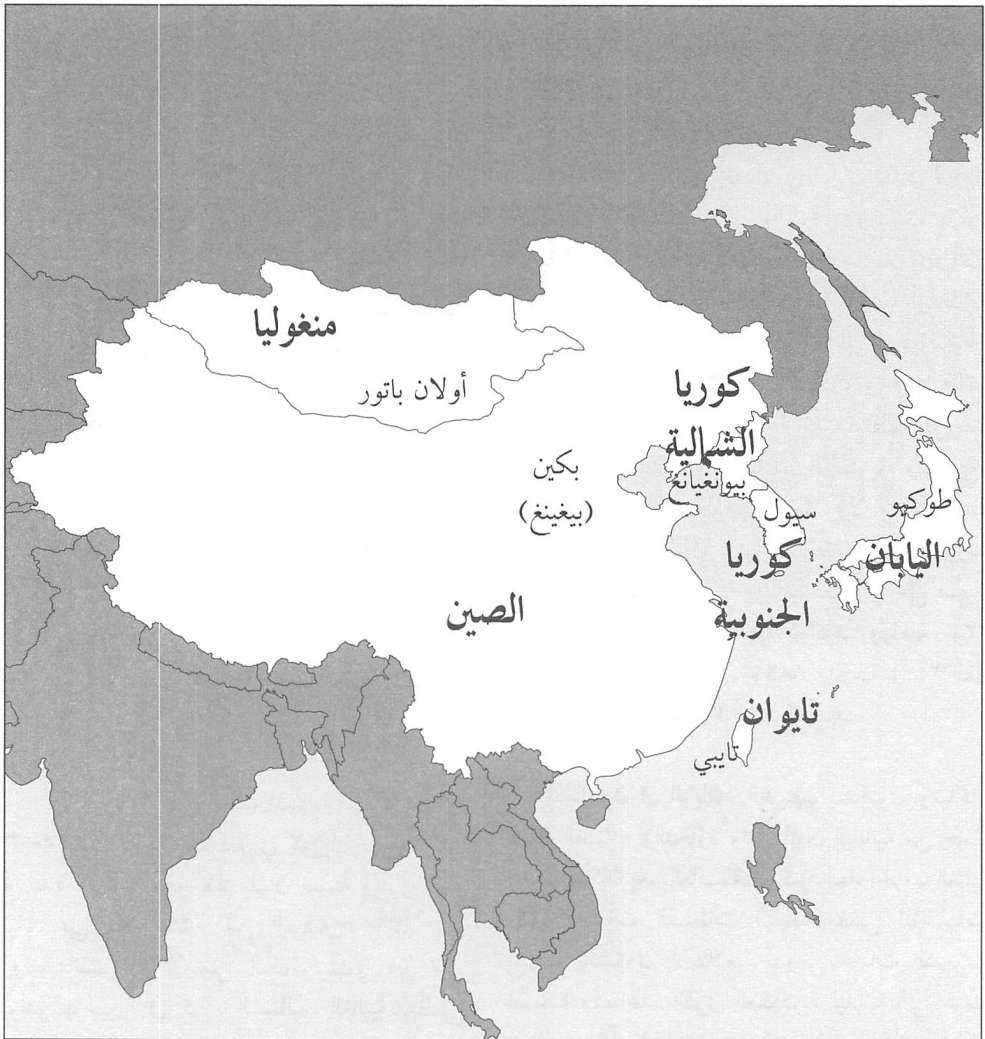 منغوليا
أولان باتور
كوريا
الشمالية
بيونغيانغ
بكين
(بيغينغ)
سيول
طوكيو
كوريا
الجنوبية
اليابان
الصين
تايوان
تايبي